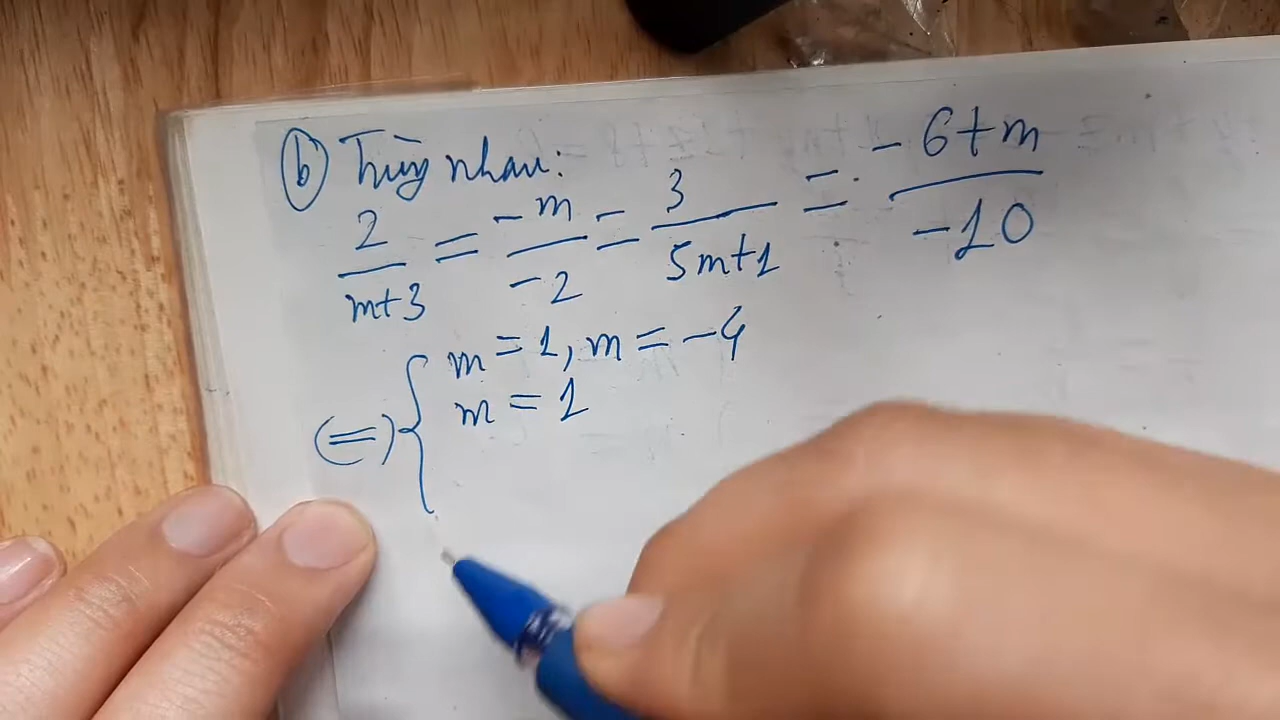 b Trùng nhau:
2/(m+3) = -m/-2 = 3/(5m+1) = -6+m/-10
(=) { m = 1, m = -4
m = 1